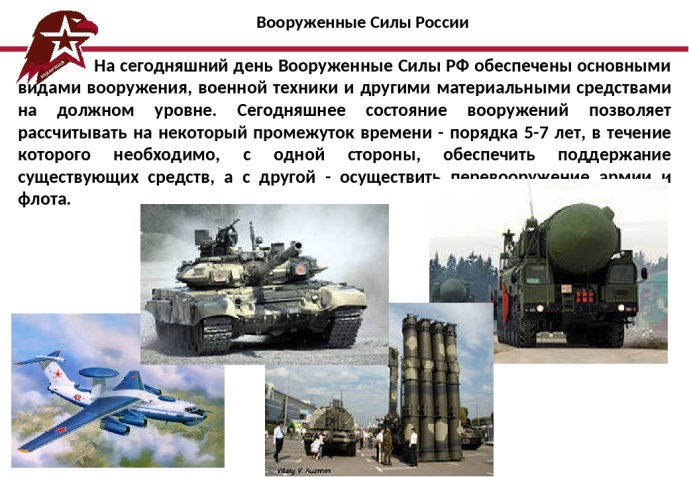 Вооруженные Силы России
На сегодняшний день Вооруженные Силы РФ обеспечены основными
видами вооружения, военной техники и другими материальными средствами
на должном уровне. Сегодняшнее состояние вооружений позволяет
рассчитывать на некоторый промежуток времени - порядка 5-7 лет, в течение
которого необходимо, с одной стороны, обеспечить поддержание
существующих средств, а с другой - осуществить перевооружение армии и
флота.
42
© Vitaly V. Kuzmin